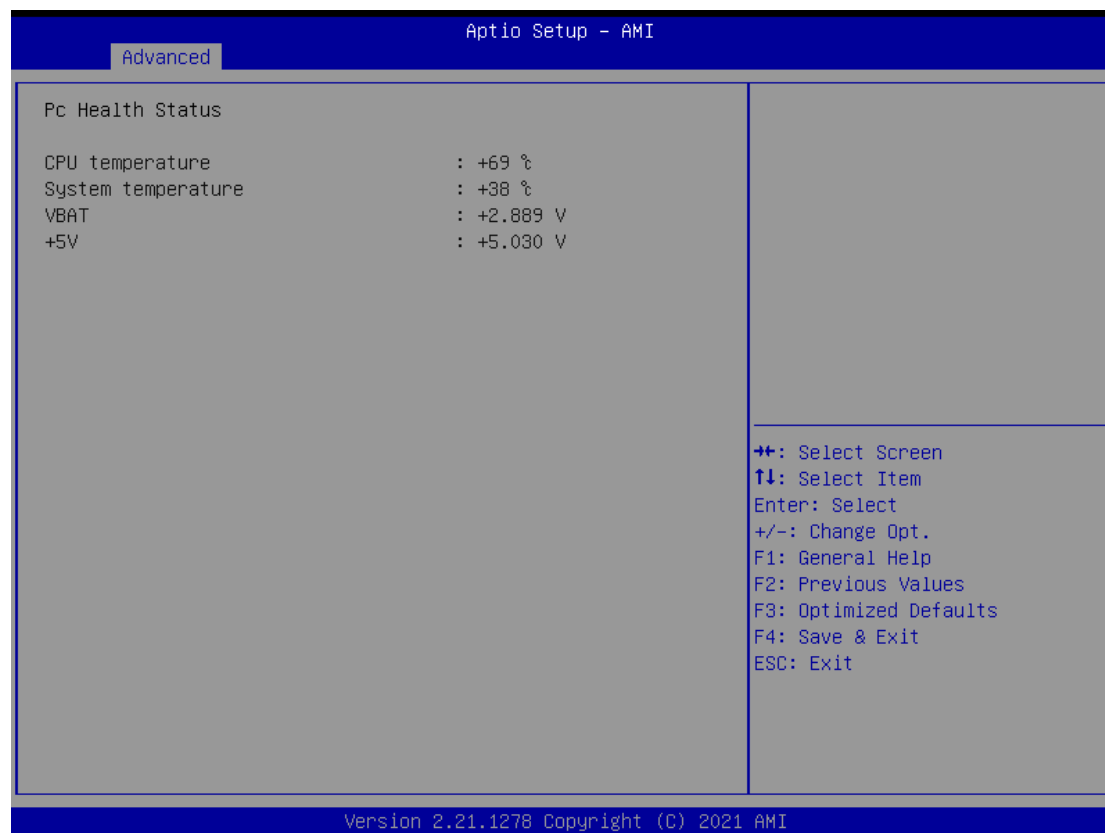 Aptio Setup – AMI
Advanced
Pc Health Status
CPU temperature : +69 ℃
System temperature : +38 ℃
VBAT : +2.889 V
+5V : +5.030 V
→←: Select Screen
↑↓: Select Item
Enter: Select
+/-: Change Opt.
F1: General Help
F2: Previous Values
F3: Optimized Defaults
F4: Save & Exit
ESC: Exit
Version 2.21.1278 Copyright (C) 2021 AMI